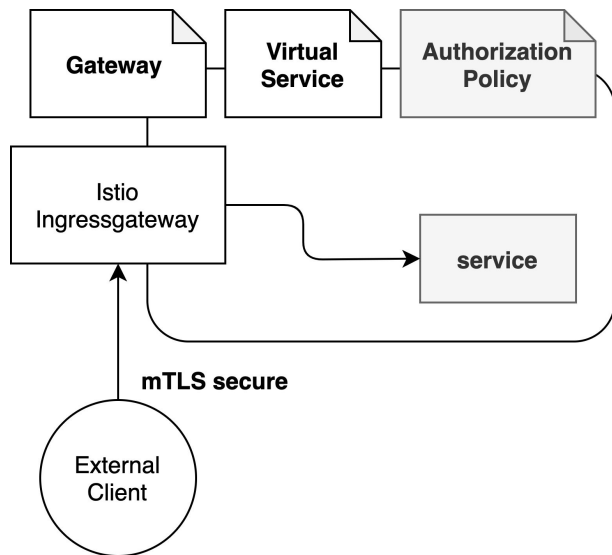 Gateway
Virtual
Service
Authorization
Policy
Istio
Ingressgateway
service
mTLS secure
External
Client